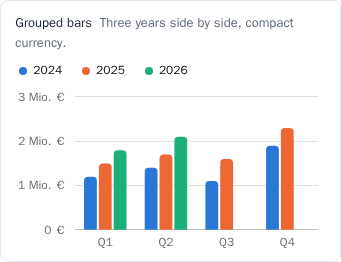 Grouped bars Three years side by side, compact
currency.
2024 2025 2026
3 Mio. €
2 Mio. €
1 Mio. €
0 €
Q1 Q2 Q3 Q4